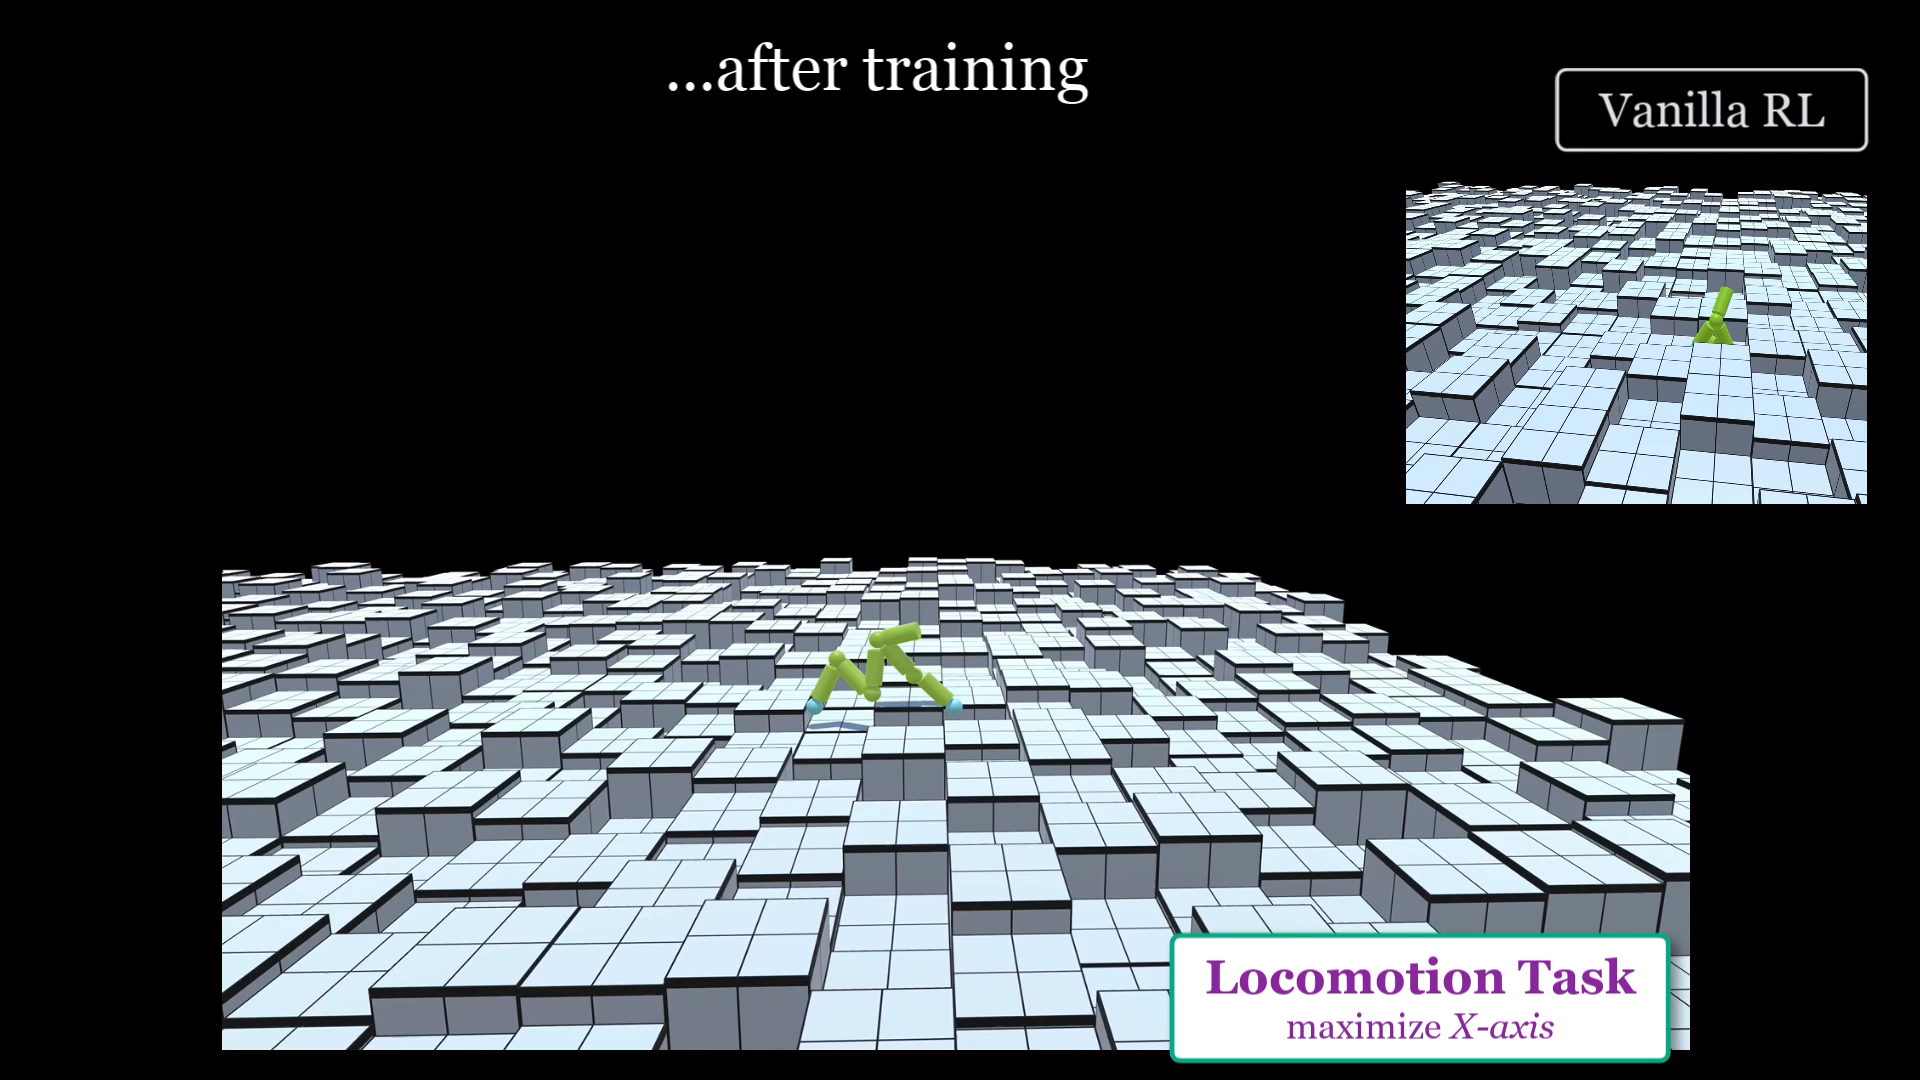 ...after training
Vanilla RL
Locomotion Task
maximize X-axis